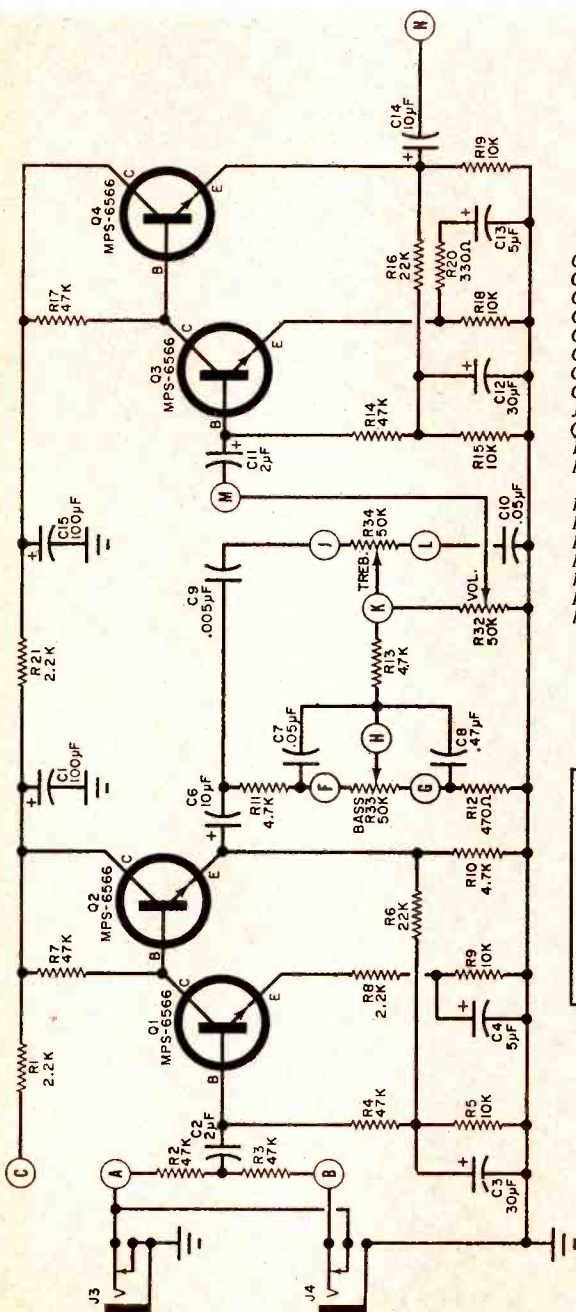 C
R1
2.2K
R7
47K
Q2
MPS-6566
C
B
E
Q1
MPS-6566
C
B
E
C1
100µF
+
R21
2.2K
C15
100µF
+
R17
47K
Q4
MPS-6566
C
B
E
Q3
MPS-6566
C
B
E
J3
V
A
R2
47K
C2
2µF
R3
47K
B
J4
V
R4
47K
C3
30µF
+
R5
10K
R8
2.2K
C4
5µF
+
R9
10K
R6
22K
R10
4.7K
C6
10µF
+
R11
4.7K
C7
.05µF
F
BASS
R33
50K
H
G
C8
.47µF
R12
470Ω
C9
.005µF
R13
4.7K
J
TREB.
R34
50K
K
L
VOL.
R32
50K
C10
.05µF
M
C11
2µF
+
R14
47K
R15
10K
C12
30µF
+
R16
22K
R20
330Ω
R18
10K
C13
5µF
+
R19
10K
C14
10µF
+
N